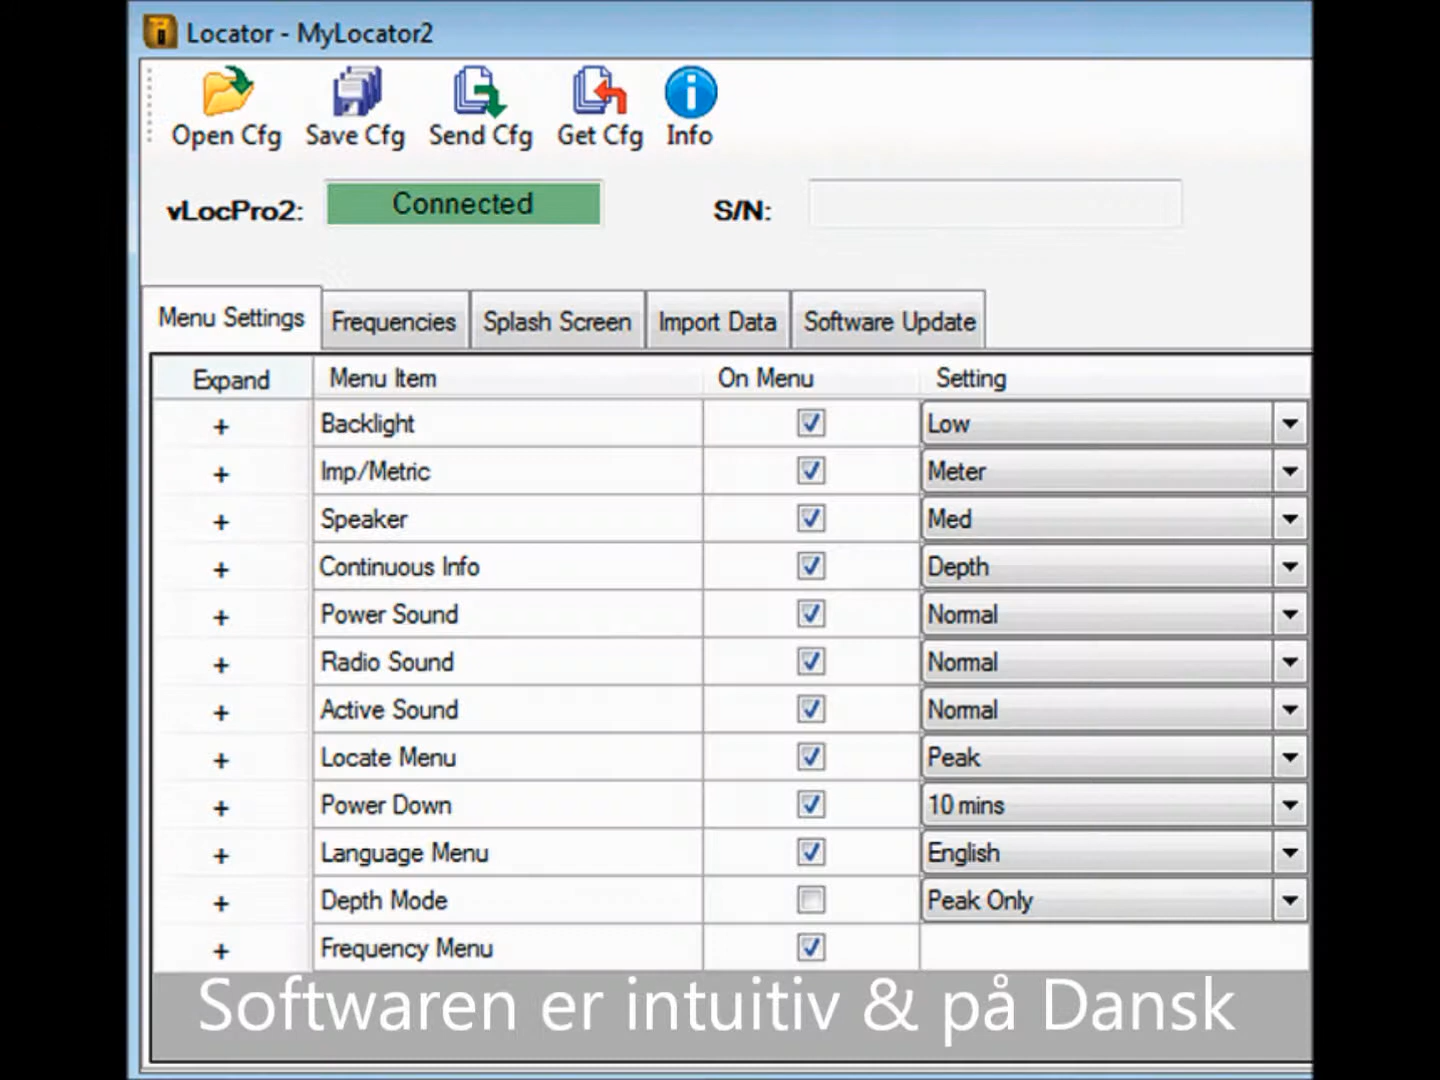 Locator - MyLocator2
Open Cfg Save Cfg Send Cfg Get Cfg Info
vLocPro2: Connected S/N:
Menu Settings Frequencies Splash Screen Import Data Software Update
Expand Menu Item On Menu Setting
+ Backlight Low
+ Imp/Metric Meter
+ Speaker Med
+ Continuous Info Depth
+ Power Sound Normal
+ Radio Sound Normal
+ Active Sound Normal
+ Locate Menu Peak
+ Power Down 10 mins
+ Language Menu English
+ Depth Mode Peak Only
+ Frequency Menu
Softwaren er intuitiv & på Dansk